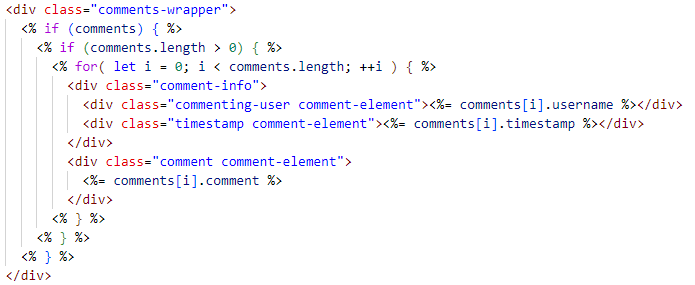 <div class="comments-wrapper">
  <% if (comments) { %>
    <% if (comments.length > 0) { %>
      <% for( let i = 0; i < comments.length; ++i ) { %>
        <div class="comment-info">
          <div class="commenting-user comment-element"><%= comments[i].username %></div>
          <div class="timestamp comment-element"><%= comments[i].timestamp %></div>
        </div>
        <div class="comment comment-element">
          <%= comments[i].comment %>
        </div>
      <% } %>
    <% } %>
  <% } %>
</div>